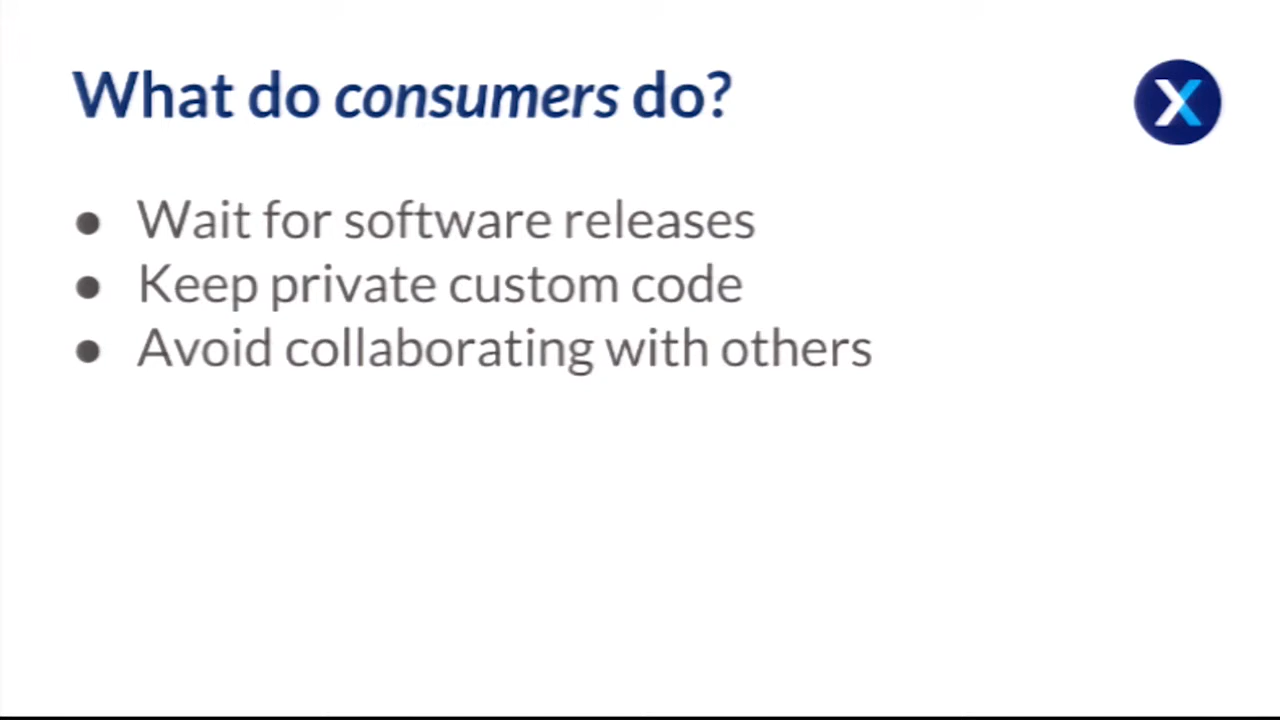 What do consumers do?
X
● Wait for software releases
● Keep private custom code
● Avoid collaborating with others